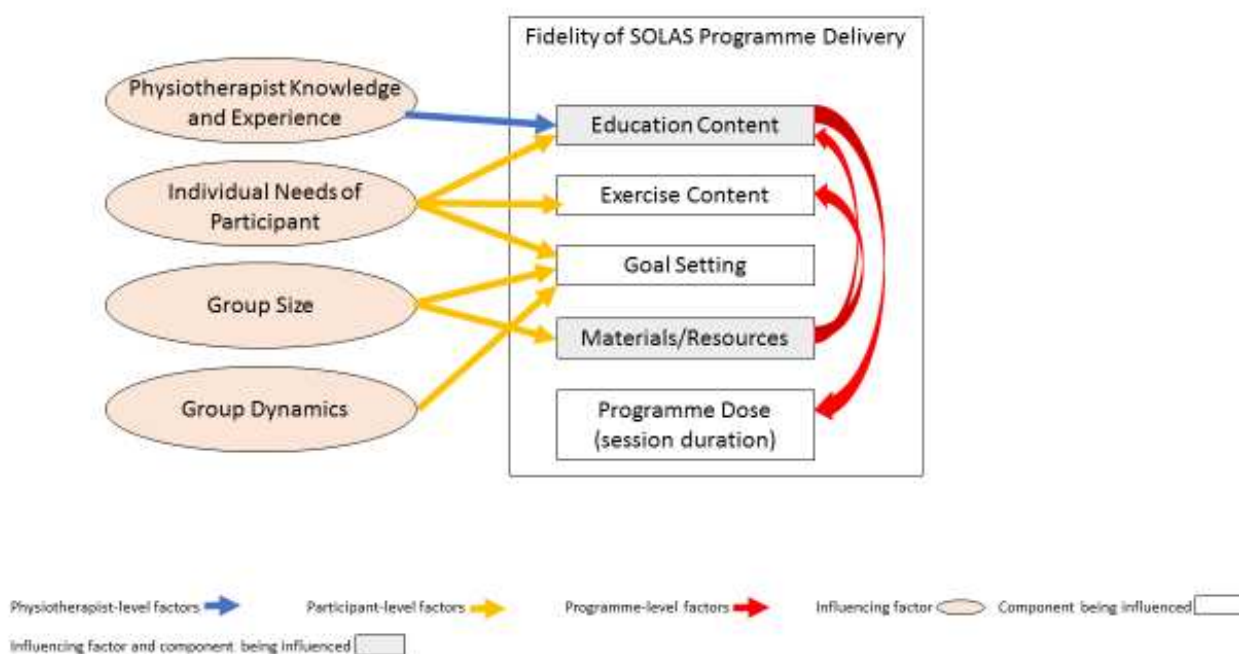 Fidelity of SOLAS Programme Delivery
Physiotherapist Knowledge
and Experience
Education Content
Individual Needs of
Participant
Exercise Content
Goal Setting
Group Size
Materials/Resources
Group Dynamics
Programme Dose
(session duration)
Physiotherapist-level factors
Participant-level factors
Programme-level factors
Influencing factor
Component being influenced
Influencing factor and component being influenced